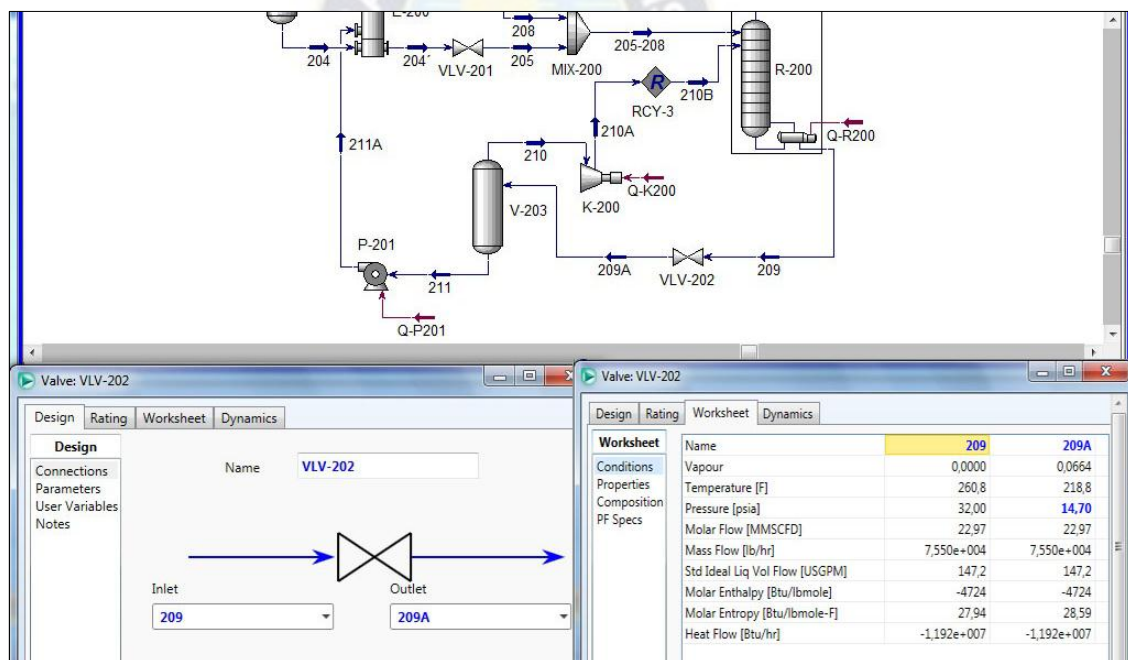 208
205-208
204
204´
VLV-201
205
MIX-200
R-200
RCY-3
210B
210A
Q-R200
211A
210
Q-K200
K-200
V-203
P-201
209A
VLV-202
209
211
Q-P201
Valve: VLV-202
Design Rating Worksheet Dynamics
Design
Connections
Parameters
User Variables
Notes
Name VLV-202
Inlet Outlet
209 209A
Valve: VLV-202
Design Rating Worksheet Dynamics
Worksheet
Conditions
Properties
Composition
PF Specs
Name 209 209A
Vapour 0,0000 0,0664
Temperature [F] 260,8 218,8
Pressure [psia] 32,00 14,70
Molar Flow [MMSCFD] 22,97 22,97
Mass Flow [lb/hr] 7,550e+004 7,550e+004
Std Ideal Liq Vol Flow [USGPM] 147,2 147,2
Molar Enthalpy [Btu/lbmole] -4724 -4724
Molar Entropy [Btu/lbmole-F] 27,94 28,59
Heat Flow [Btu/hr] -1,192e+007 -1,192e+007